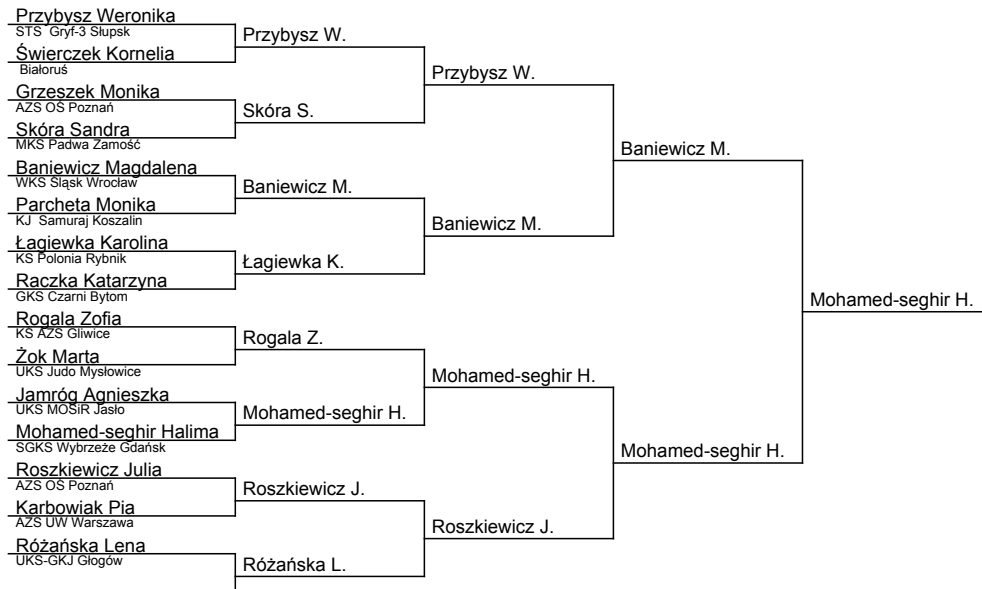 Przybysz Weronika
STS Gryf-3 Słupsk
Świerczek Kornelia
Białoruś
Grzeszek Monika
AZS OŚ Poznań
Skóra Sandra
MKS Padwa Zamość
Baniewicz Magdalena
WKS Śląsk Wrocław
Parcheta Monika
KJ Samuraj Koszalin
Łagiewka Karolina
KS Polonia Rybnik
Raczka Katarzyna
GKS Czarni Bytom
Rogala Zofia
KS AZS Gliwice
Żok Marta
UKS Judo Mysłowice
Jamróg Agnieszka
UKS MOSiR Jasło
Mohamed-seghir Halima
SGKS Wybrzeże Gdańsk
Roszkiewicz Julia
AZS OŚ Poznań
Karbowiak Pia
AZS UW Warszawa
Różańska Lena
UKS-GKJ Głogów
Przybysz W.
Skóra S.
Baniewicz M.
Łagiewka K.
Rogala Z.
Mohamed-seghir H.
Roszkiewicz J.
Różańska L.
Przybysz W.
Baniewicz M.
Mohamed-seghir H.
Roszkiewicz J.
Baniewicz M.
Mohamed-seghir H.
Mohamed-seghir H.